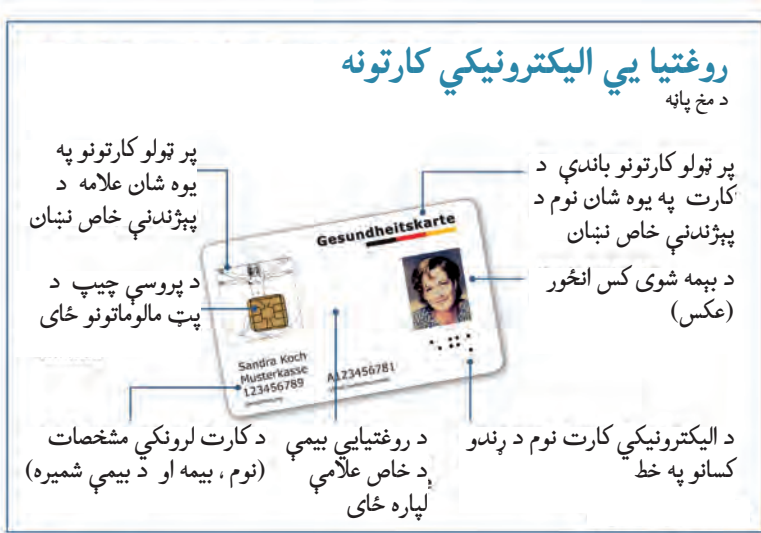 روغتيا يي اليکترونيکي کارتونه
د مخ پاڼه
پر ټولو کارتونو باندې د
کارت په يوه شان نوم د
پېژندنې خاص نښان
د بېمه شوی کس انځور
(عکس)
پر ټولو کارتونو په
يوه شان علامه د
پېژندنې خاص نښان
د پروسې چيپ د
پټ مالوماتونو ځای
Gesundheitskarte
Sandra Koch
Musterkasse
123456789
A123456781
د اليکترونيکي کارت نوم د ړندو
کسانو په خط
د روغتيايي بيمې
د خاص علامې
لپاره ځای
د کارت لرونکي مشخصات
(نوم ، بيمه او د بيمې شميره)